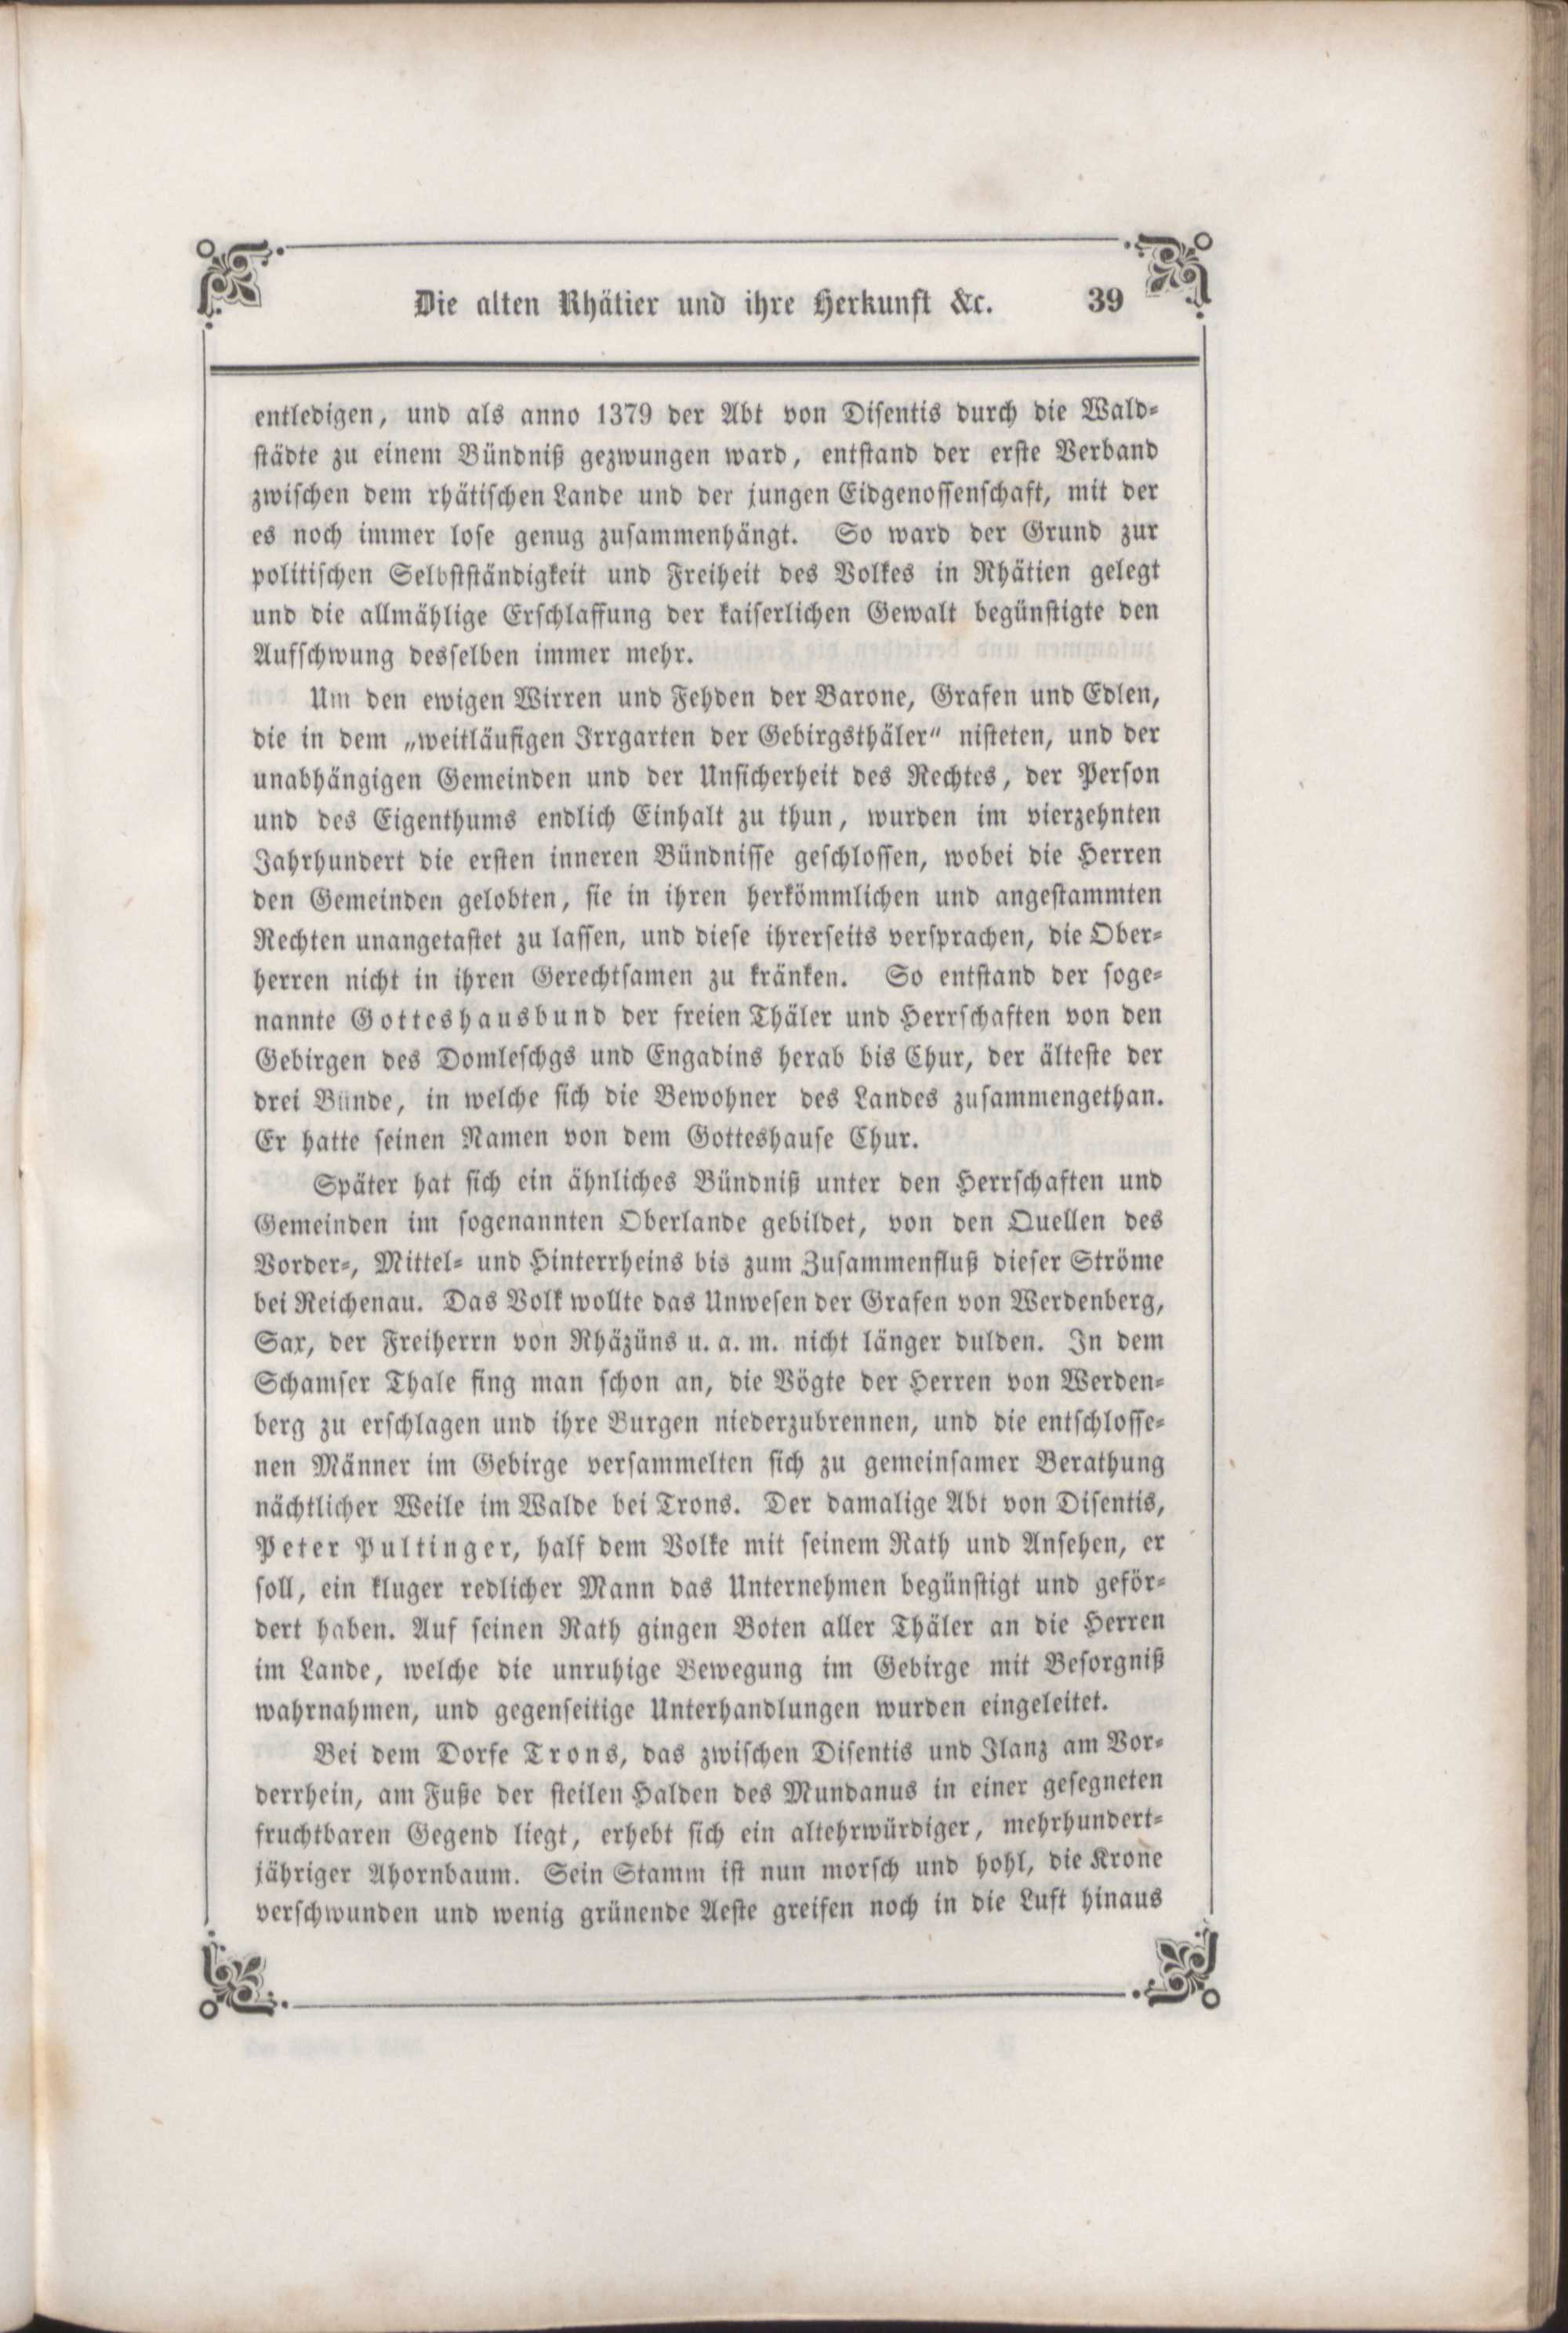 Die alten Rhätier und ihre Herkunft &c. 39
entledigen, und als anno 1379 der Abt von Disentis durch die Wald-
städte zu einem Bündniß gezwungen ward, entstand der erste Verband
zwischen dem rhätischen Lande und der jungen Eidgenossenschaft, mit der
es noch immer lose genug zusammenhängt. So ward der Grund zur
politischen Selbstständigkeit und Freiheit des Volkes in Rhätien gelegt
und die allmählige Erschlaffung der kaiserlichen Gewalt begünstigte den
Aufschwung desselben immer mehr.
Um den ewigen Wirren und Fehden der Barone, Grafen und Edlen,
die in dem „weitläufigen Irrgarten der Gebirgsthäler" nisteten, und der
unabhängigen Gemeinden und der Unsicherheit des Rechtes, der Person
und des Eigenthums endlich Einhalt zu thun, wurden im vierzehnten
Jahrhundert die ersten inneren Bündnisse geschlossen, wobei die Herren
den Gemeinden gelobten, sie in ihren herkömmlichen und angestammten
Rechten unangetastet zu lassen, und diese ihrerseits versprachen, die Ober-
herren nicht in ihren Gerechtsamen zu kränken. So entstand der soge-
nannte Gotteshausbund der freien Thäler und Herrschaften von den
Gebirgen des Domleschgs und Engadins herab bis Chur, der älteste der
drei Bünde, in welche sich die Bewohner des Landes zusammengethan.
Er hatte seinen Namen von dem Gotteshause Chur.
Später hat sich ein ähnliches Bündniß unter den Herrschaften und
Gemeinden im sogenannten Oberlande gebildet, von den Quellen des
Vorder-, Mittel- und Hinterrheins bis zum Zusammenfluß dieser Ströme
bei Reichenau. Das Volk wollte das Unwesen der Grafen von Werdenberg,
Sax, der Freiherrn von Rhäzüns u. a. m. nicht länger dulden. In dem
Schamser Thale fing man schon an, die Vögte der Herren von Werden-
berg zu erschlagen und ihre Burgen niederzubrennen, und die entschlosse-
nen Männer im Gebirge versammelten sich zu gemeinsamer Berathung
nächtlicher Weile im Walde bei Trons. Der damalige Abt von Disentis,
Peter Pultinger, half dem Volke mit seinem Rath und Ansehen, er
soll, ein kluger redlicher Mann das Unternehmen begünstigt und geför-
dert haben. Auf seinen Rath gingen Boten aller Thäler an die Herren
im Lande, welche die unruhige Bewegung im Gebirge mit Besorgniß
wahrnahmen, und gegenseitige Unterhandlungen wurden eingeleitet.
Bei dem Dorfe Trons, das zwischen Disentis und Ilanz am Vor-
derrhein, am Fuße der steilen Halden des Mundanus in einer gesegneten
fruchtbaren Gegend liegt, erhebt sich ein altehrwürdiger, mehrhundert-
jähriger Ahornbaum. Sein Stamm ist nun morsch und hohl, die Krone
verschwunden und wenig grünende Aeste greifen noch in die Luft hinaus